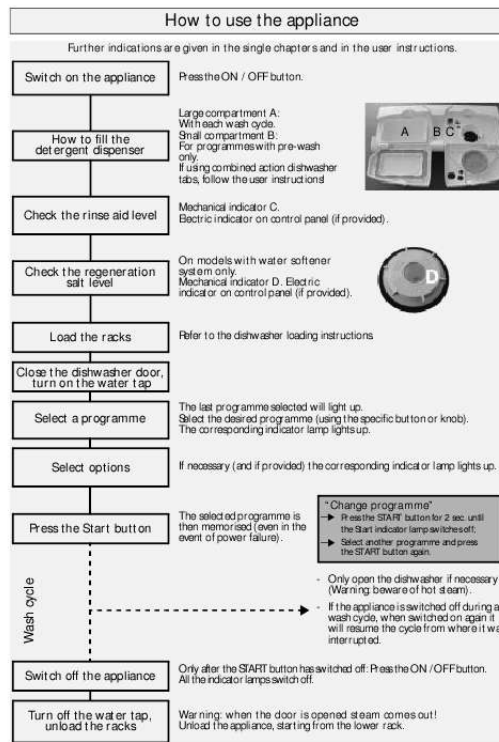 How to use the appliance
Further indications are given in the single chapters and in the user instructions.
Switch on the appliance
Press the ON / OFF button.
How to fill the
detergent dispenser
Large compartment A:
With each wash cycle.
Small compartment B:
For programmes with pre-wash
only.
If using combined action dishwasher
tabs, follow the user instructions!
A B C
Check the rinse aid level
Mechanical indicator C.
Electric indicator on control panel (if provided).
Check the regeneration
salt level
On models with water softener
system only.
Mechanical indicator D. Electric
indicator on control panel (if provided).
D
Load the racks
Refer to the dishwasher loading instructions.
Close the dishwasher door,
turn on the water tap
Select a programme
The last programme selected will light up.
Select the desired programme (using the specific button or knob).
The corresponding indicator lamp lights up.
Select options
If necessary (and if provided) the corresponding indicator lamp lights up.
Press the Start button
The selected programme is
then memorised (even in the
event of power failure).
"Change programme"
Press the START button for 2 sec. until
the Start indicator lamp switches off;
Select another programme and press
the START button again.
Wash cycle
- Only open the dishwasher if necessary
(Warning: beware of hot steam).
- If the appliance is switched off during a
wash cycle, when switched on again it
will resume the cycle from where it wa
interrupted.
Switch off the appliance
Only after the START button has switched off: Press the ON / OFF button.
All the indicator lamps switch off.
Turn off the water tap,
unload the racks
Warning: when the door is opened steam comes out!
Unload the appliance, starting from the lower rack.